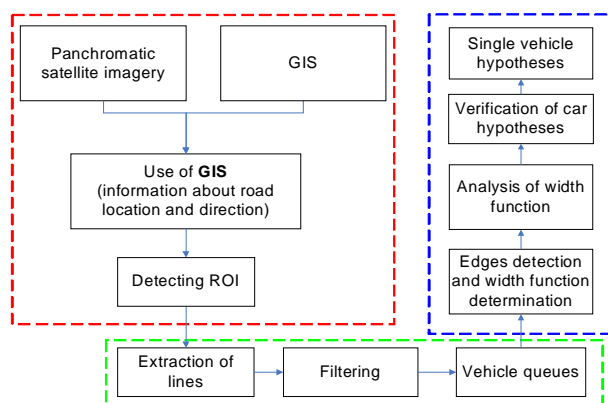 Panchromatic
satellite imagery
GIS
Use of GIS
(information about road
location and direction)
Detecting ROI
Extraction of
lines
Filtering
Vehicle queues
Edges detection
and width function
determination
Analysis of width
function
Verification of car
hypotheses
Single vehicle
hypotheses